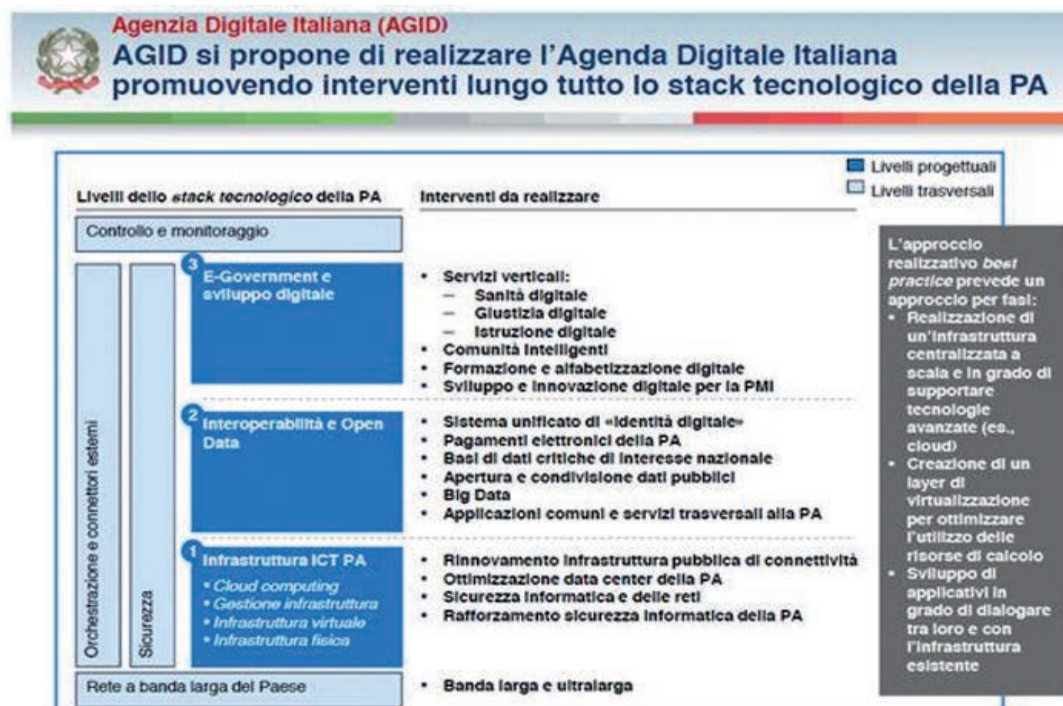 Agenzia Digitale Italiana (AGID)
AGID si propone di realizzare l'Agenda Digitale Italiana
promuovendo interventi lungo tutto lo stack tecnologico della PA
Livelli progettuali
Livelli trasversali
Livelli dello stack tecnologico della PA
Interventi da realizzare
Controllo e monitoraggio
Orchestrazione e connettori esterni
Sicurezza
3
E-Government e
sviluppo digitale
• Servizi verticali:
– Sanità digitale
– Giustizia digitale
– Istruzione digitale
• Comunità Intelligenti
• Formazione e alfabetizzazione digitale
• Sviluppo e innovazione digitale per la PMI
2
Interoperabilità e Open
Data
• Sistema unificato di «identità digitale»
• Pagamenti elettronici della PA
• Basi di dati critiche di interesse nazionale
• Apertura e condivisione dati pubblici
• Big Data
• Applicazioni comuni e servizi trasversali alla PA
1
Infrastruttura ICT PA
• Cloud computing
• Gestione infrastruttura
• Infrastruttura virtuale
• Infrastruttura fisica
• Rinnovamento infrastruttura pubblica di connettività
• Ottimizzazione data center della PA
• Sicurezza informatica e delle reti
• Rafforzamento sicurezza informatica della PA
Rete a banda larga del Paese
• Banda larga e ultralarga
L'approccio
realizzativo best
practice prevede un
approccio per fasi:
• Realizzazione di
un'infrastruttura
centralizzata a
scala e in grado di
supportare
tecnologie
avanzate (es.,
cloud)
• Creazione di un
layer di
virtualizzazione
per ottimizzare
l'utilizzo delle
risorse di calcolo
• Sviluppo di
applicativi in
grado di dialogare
tra loro e con
l'infrastruttura
esistente